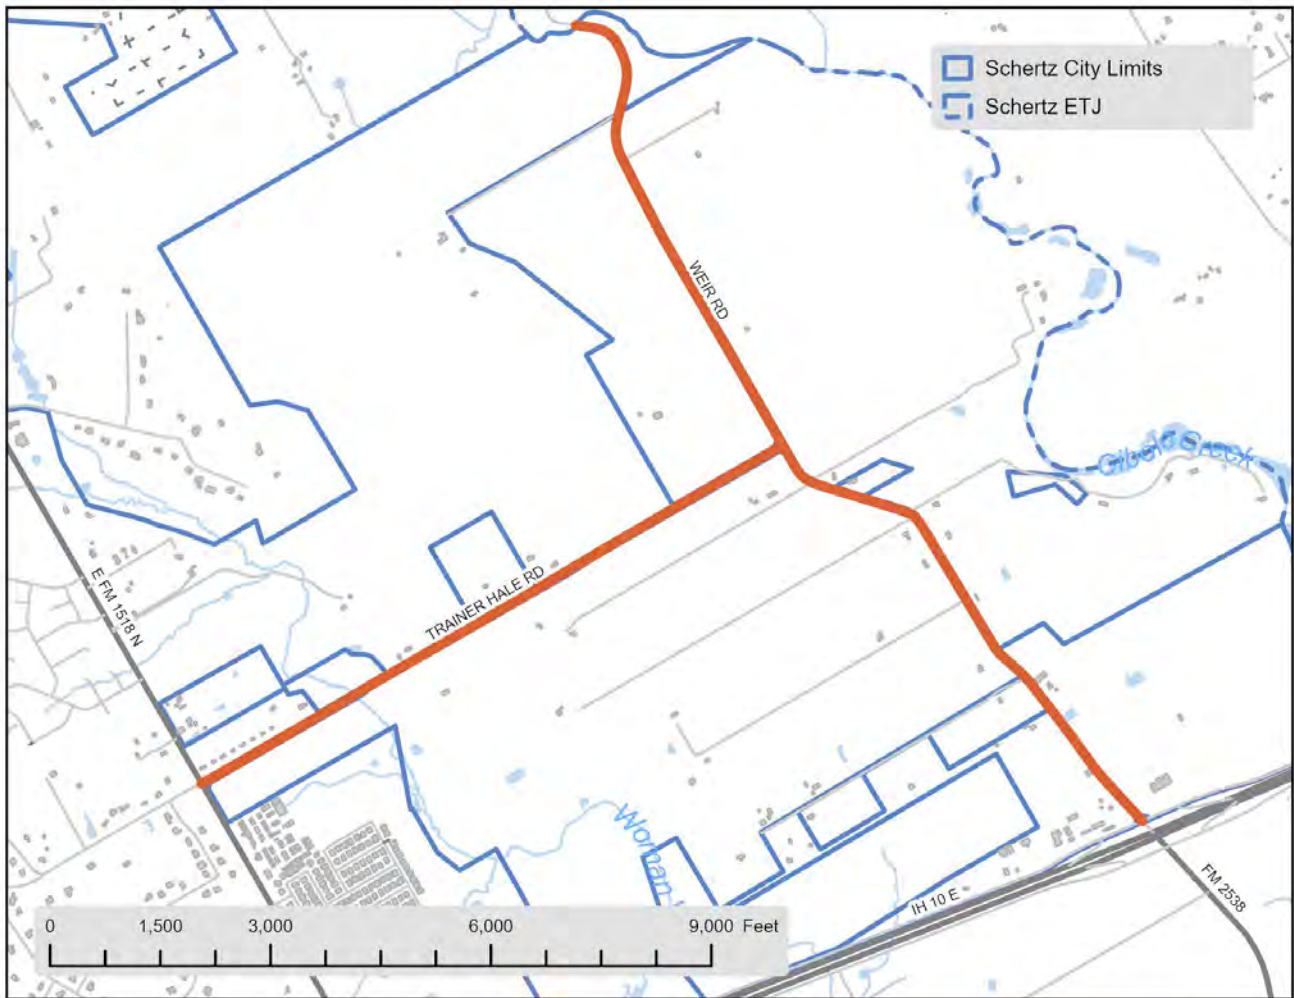 Schertz City Limits
Schertz ETJ
WEIR RD
Cibolo Creek
E FM 1518 N
TRAINER HALE RD
Woman
IH 10 E
FM 2538
0 1,500 3,000 6,000 9,000 Feet